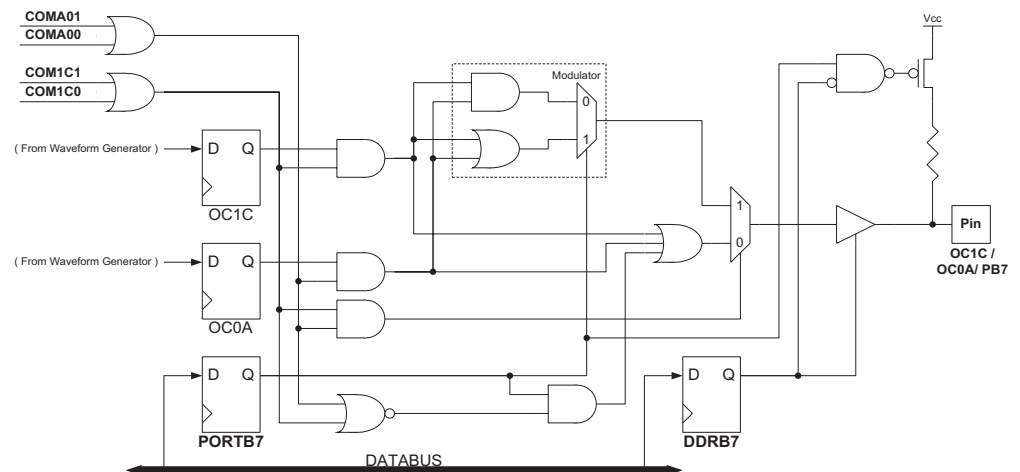 COMA01
COMA00
Vcc
COM1C1
COM1C0
Modulator
0
1
( From Waveform Generator )
D Q
OC1C
1
0
Pin
OC1C /
OC0A/ PB7
( From Waveform Generator )
D Q
OC0A
D Q
PORTB7
D Q
DDRB7
DATABUS